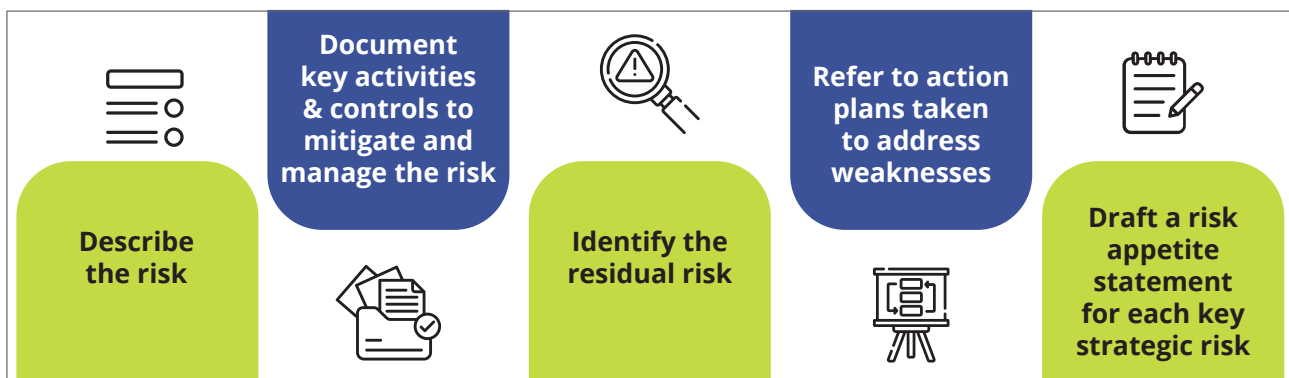 Describe
the risk
Document
key activities
& controls to
mitigate and
manage the risk
Identify the
residual risk
Refer to action
plans taken
to address
weaknesses
Draft a risk
appetite
statement
for each key
strategic risk